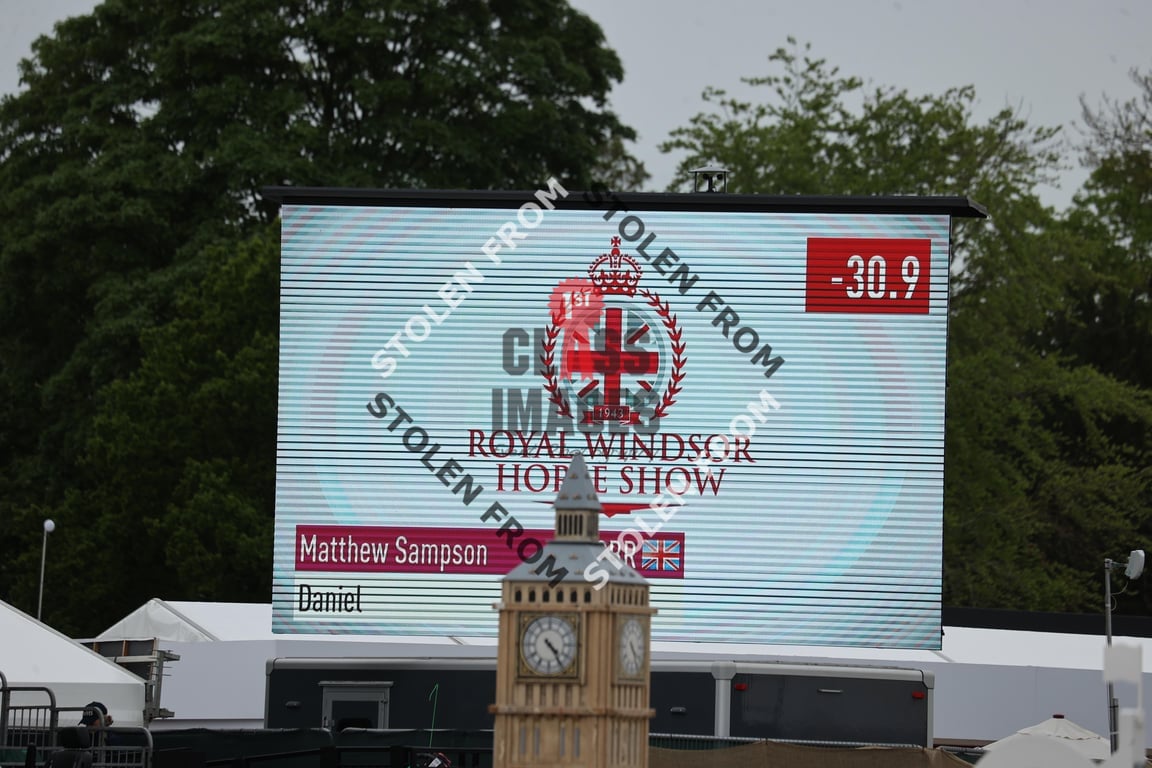 -30.9
STOLEN FROM
STOLEN FROM
1ST
CLASS
IMAGES
1943
ROYAL WINDSOR
HORSE SHOW
STOLEN FROM
STOLEN FROM
Matthew Sampson GBR
Daniel